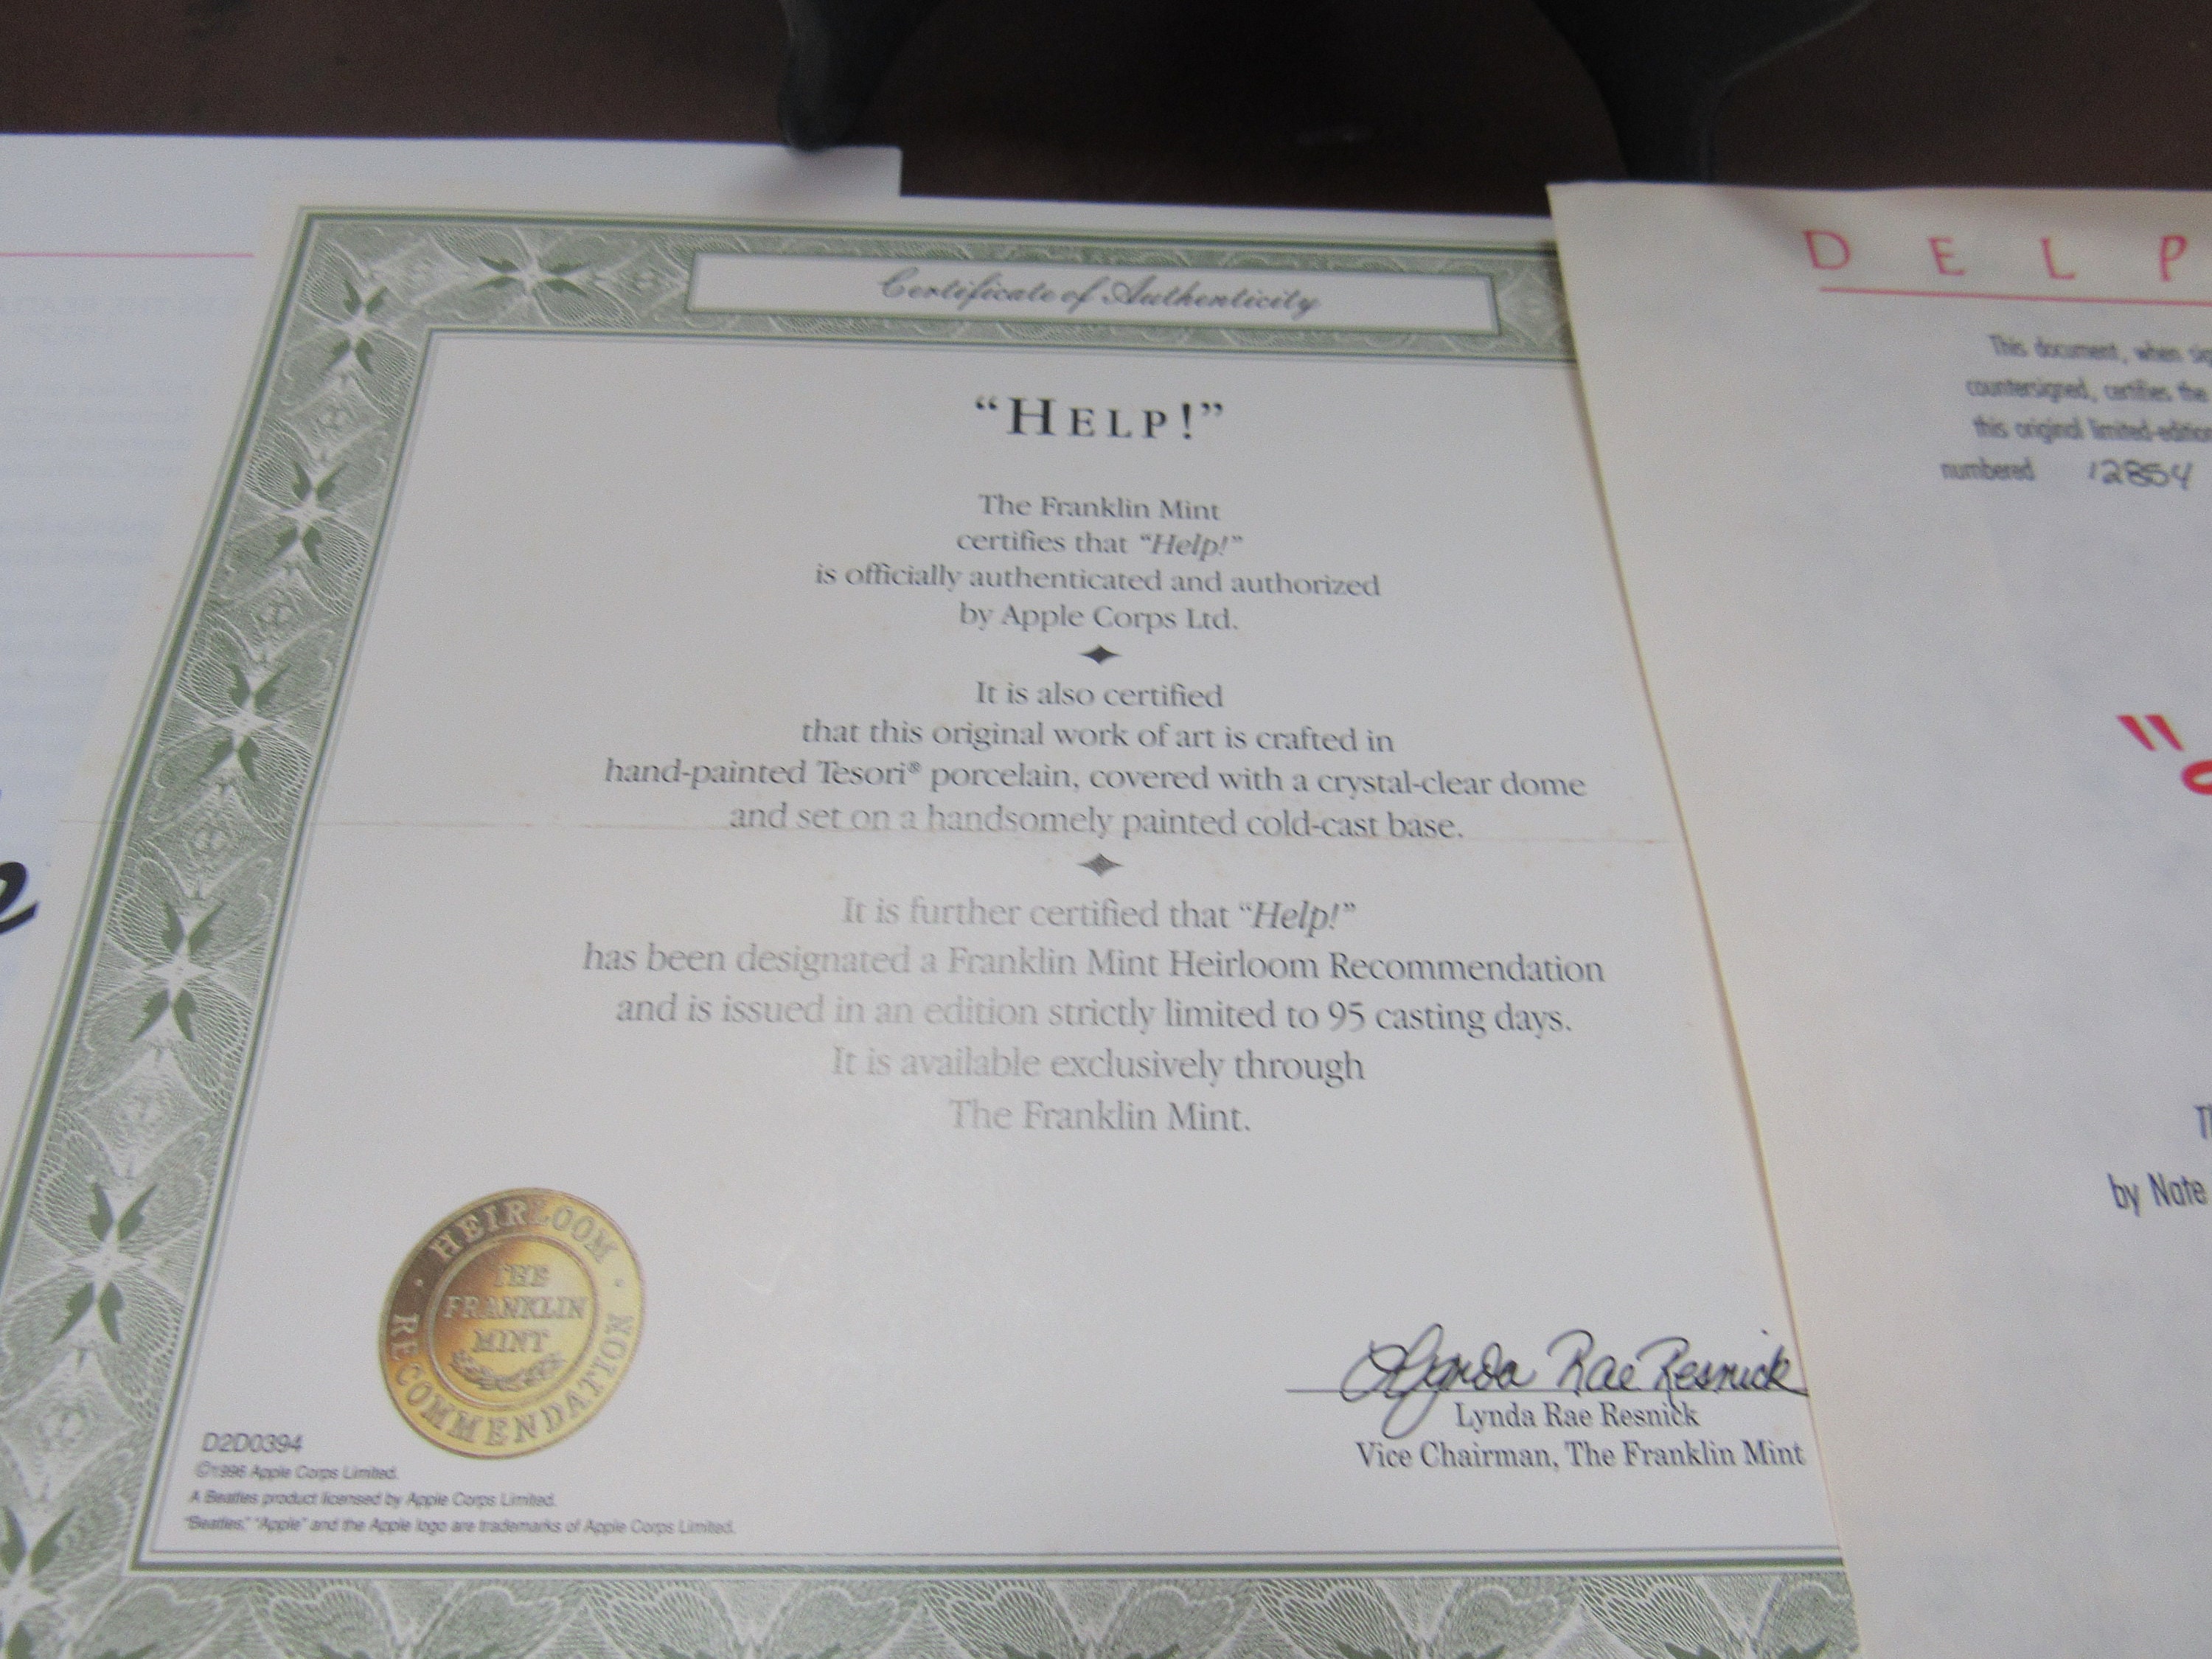 Certificate of Authenticity
“HELP!”
The Franklin Mint
certifies that “Help!”
is officially authenticated and authorized
by Apple Corps Ltd.
It is also certified
that this original work of art is crafted in
hand-painted Tesori® porcelain, covered with a crystal-clear dome
and set on a handsomely painted cold-cast base.
It is further certified that “Help!”
has been designated a Franklin Mint Heirloom Recommendation
and is issued in an edition strictly limited to 95 casting days.
It is available exclusively through
The Franklin Mint.
· HEIRLOOM ·
RECOMMENDATION
THE
FRANKLIN
MINT
Lynda Rae Resnick
Lynda Rae Resnick
Vice Chairman, The Franklin Mint
D2D0394
©1996 Apple Corps Limited.
A Beatles product licensed by Apple Corps Limited.
"Beatles," "Apple" and the Apple logo are trademarks of Apple Corps Limited.
DELP
This document, when
countersigned, certifies the
this original limited-edition
numbered 12854
by Nate